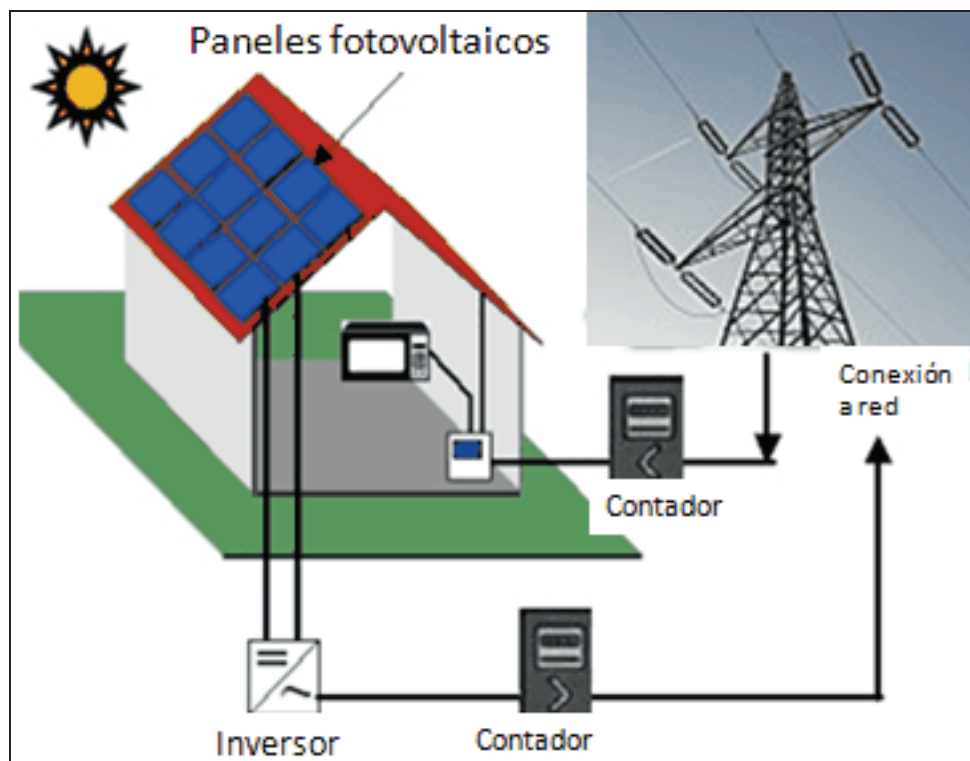 Paneles fotovoltaicos
Conexión
a red
Contador
Inversor
Contador